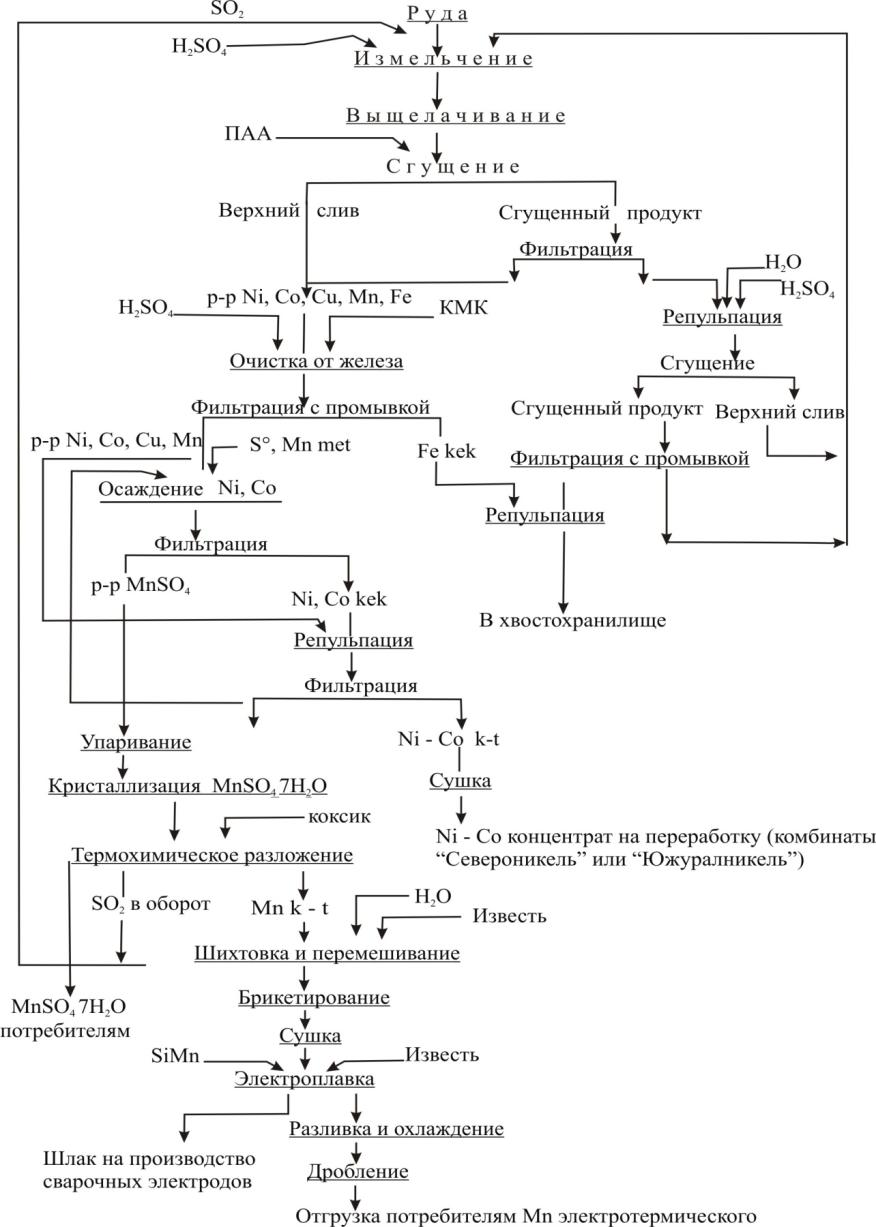 SO2
Руда
H2SO4
Измельчение
Выщелачивание
ПАА
Сгущение
Верхний слив
Сгущенный продукт
Фильтрация
H2O
H2SO4
р-р Ni, Co, Cu, Mn, Fe
H2SO4
КМК
Репульпация
Очистка от железа
Сгущение
Фильтрация с промывкой
Сгущенный продукт
Верхний слив
р-р Ni, Co, Cu, Mn
S°, Mn met
Fe kek
Фильтрация с промывкой
Осаждение Ni, Co
Репульпация
Фильтрация
р-р MnSO4
Ni, Co kek
В хвостохранилище
Репульпация
Фильтрация
Упаривание
Ni - Co k-t
Кристаллизация MnSO4 7H2O
Сушка
коксик
Ni - Co концентрат на переработку (комбинаты
“Североникель” или “Южуралникель”)
Термохимическое разложение
SO2 в оборот
Mn k - t
H2O
Известь
Шихтовка и перемешивание
MnSO4 7H2O
потребителям
Брикетирование
Сушка
SiMn
Известь
Электроплавка
Разливка и охлаждение
Шлак на производство
сварочных электродов
Дробление
Отгрузка потребителям Mn электротермического